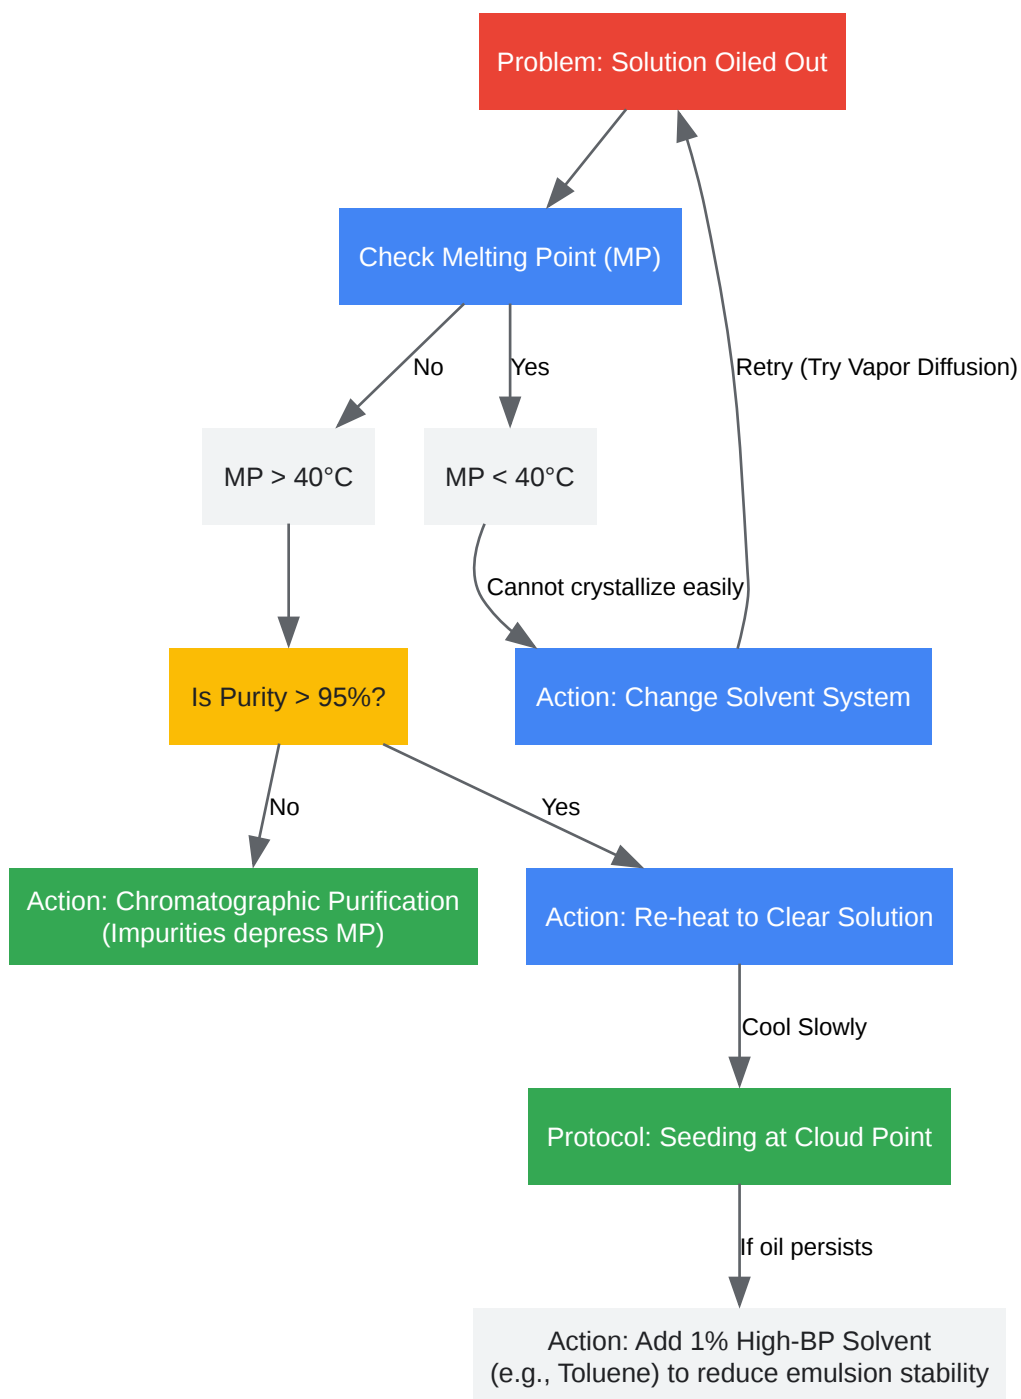 Problem: Solution Oiled Out
Check Melting Point (MP)
No
Yes
Retry (Try Vapor Diffusion)
MP > 40°C
MP < 40°C
Cannot crystallize easily
Is Purity > 95%?
Action: Change Solvent System
No
Yes
Action: Chromatographic Purification
(Impurities depress MP)
Action: Re-heat to Clear Solution
Cool Slowly
Protocol: Seeding at Cloud Point
If oil persists
Action: Add 1% High-BP Solvent
(e.g., Toluene) to reduce emulsion stability